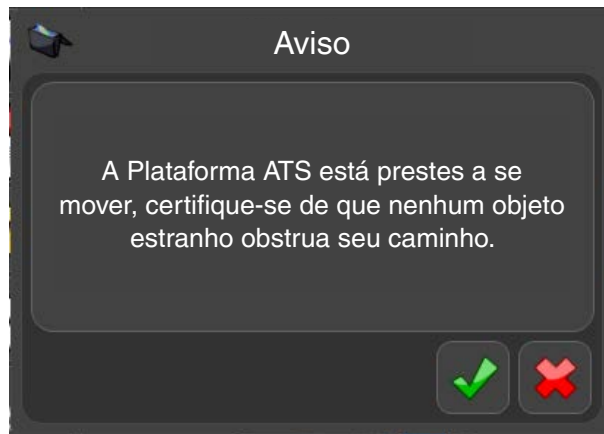 Aviso
A Plataforma ATS está prestes a se
mover, certifique-se de que nenhum objeto
estranho obstrua seu caminho.